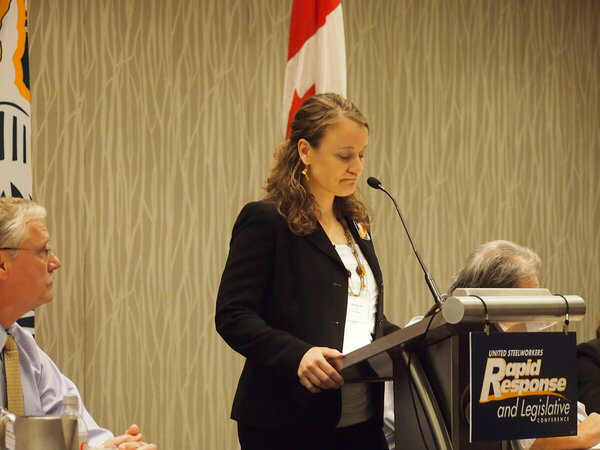 UNITED STEELWORKERS
Rapid
Response
and Legislative
CONFERENCE